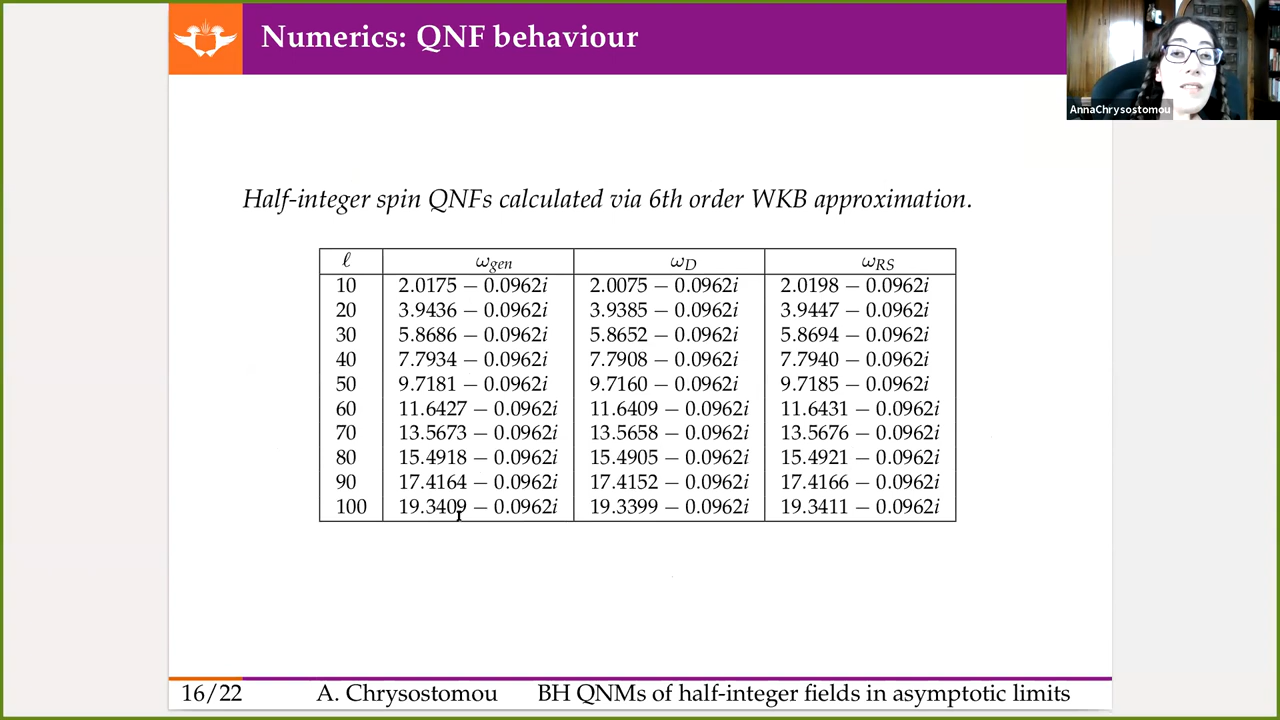 Numerics: QNF behaviour
AnnaChrysostomou
Half-integer spin QNFs calculated via 6th order WKB approximation.
ℓ ω_gen ω_D ω_RS
10 2.0175 − 0.0962i 2.0075 − 0.0962i 2.0198 − 0.0962i
20 3.9436 − 0.0962i 3.9385 − 0.0962i 3.9447 − 0.0962i
30 5.8686 − 0.0962i 5.8652 − 0.0962i 5.8694 − 0.0962i
40 7.7934 − 0.0962i 7.7908 − 0.0962i 7.7940 − 0.0962i
50 9.7181 − 0.0962i 9.7160 − 0.0962i 9.7185 − 0.0962i
60 11.6427 − 0.0962i 11.6409 − 0.0962i 11.6431 − 0.0962i
70 13.5673 − 0.0962i 13.5658 − 0.0962i 13.5676 − 0.0962i
80 15.4918 − 0.0962i 15.4905 − 0.0962i 15.4921 − 0.0962i
90 17.4164 − 0.0962i 17.4152 − 0.0962i 17.4166 − 0.0962i
100 19.3409 − 0.0962i 19.3399 − 0.0962i 19.3411 − 0.0962i
16/22 A. Chrysostomou BH QNMs of half-integer fields in asymptotic limits